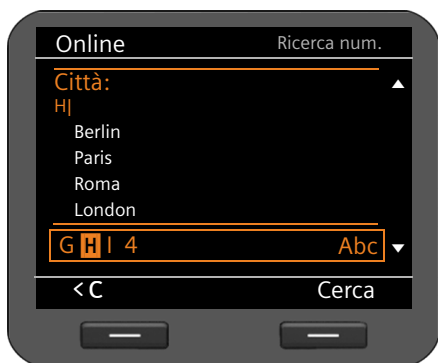 Online Ricerca num.
Città:
H|
Berlin
Paris
Roma
London
G H I 4 Abc
< C Cerca